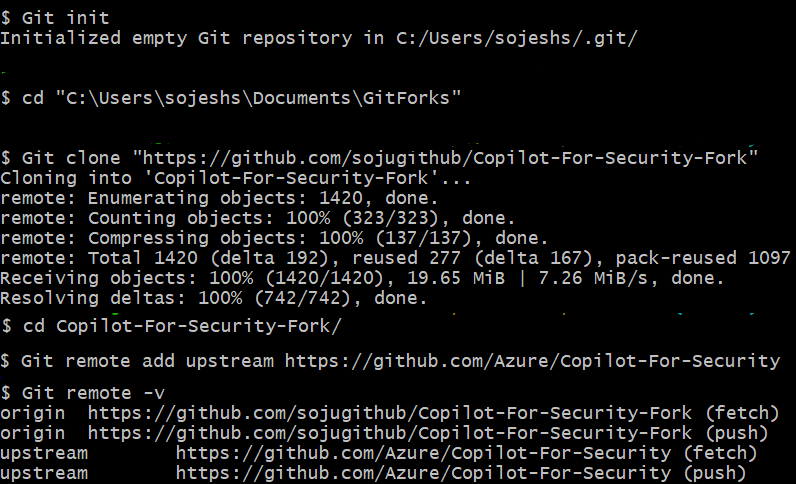 $ Git init
Initialized empty Git repository in C:/Users/sojeshs/.git/
$ cd "C:\Users\sojeshs\Documents\GitForks"
$ Git clone "https://github.com/sojugithub/Copilot-For-Security-Fork"
Cloning into 'Copilot-For-Security-Fork'...
remote: Enumerating objects: 1420, done.
remote: Counting objects: 100% (323/323), done.
remote: Compressing objects: 100% (137/137), done.
remote: Total 1420 (delta 192), reused 277 (delta 167), pack-reused 1097
Receiving objects: 100% (1420/1420), 19.65 MiB | 7.26 MiB/s, done.
Resolving deltas: 100% (742/742), done.
$ cd Copilot-For-Security-Fork/
$ Git remote add upstream https://github.com/Azure/Copilot-For-Security
$ Git remote -v
origin  https://github.com/sojugithub/Copilot-For-Security-Fork (fetch)
origin  https://github.com/sojugithub/Copilot-For-Security-Fork (push)
upstream        https://github.com/Azure/Copilot-For-Security (fetch)
upstream        https://github.com/Azure/Copilot-For-Security (push)